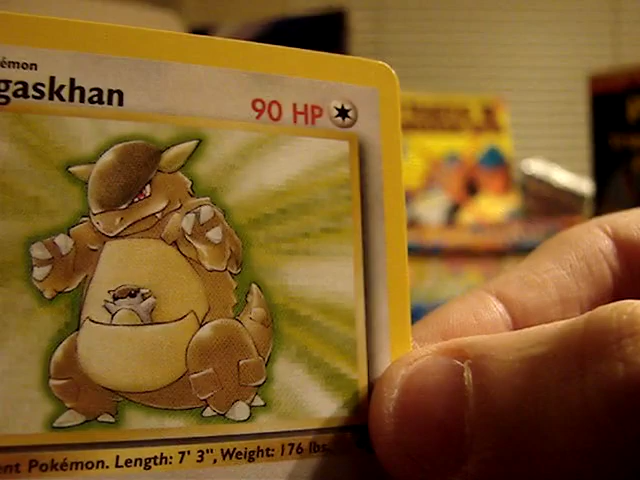 émon
gaskhan
90 HP
ent Pokémon. Length: 7' 3", Weight: 176 lbs.